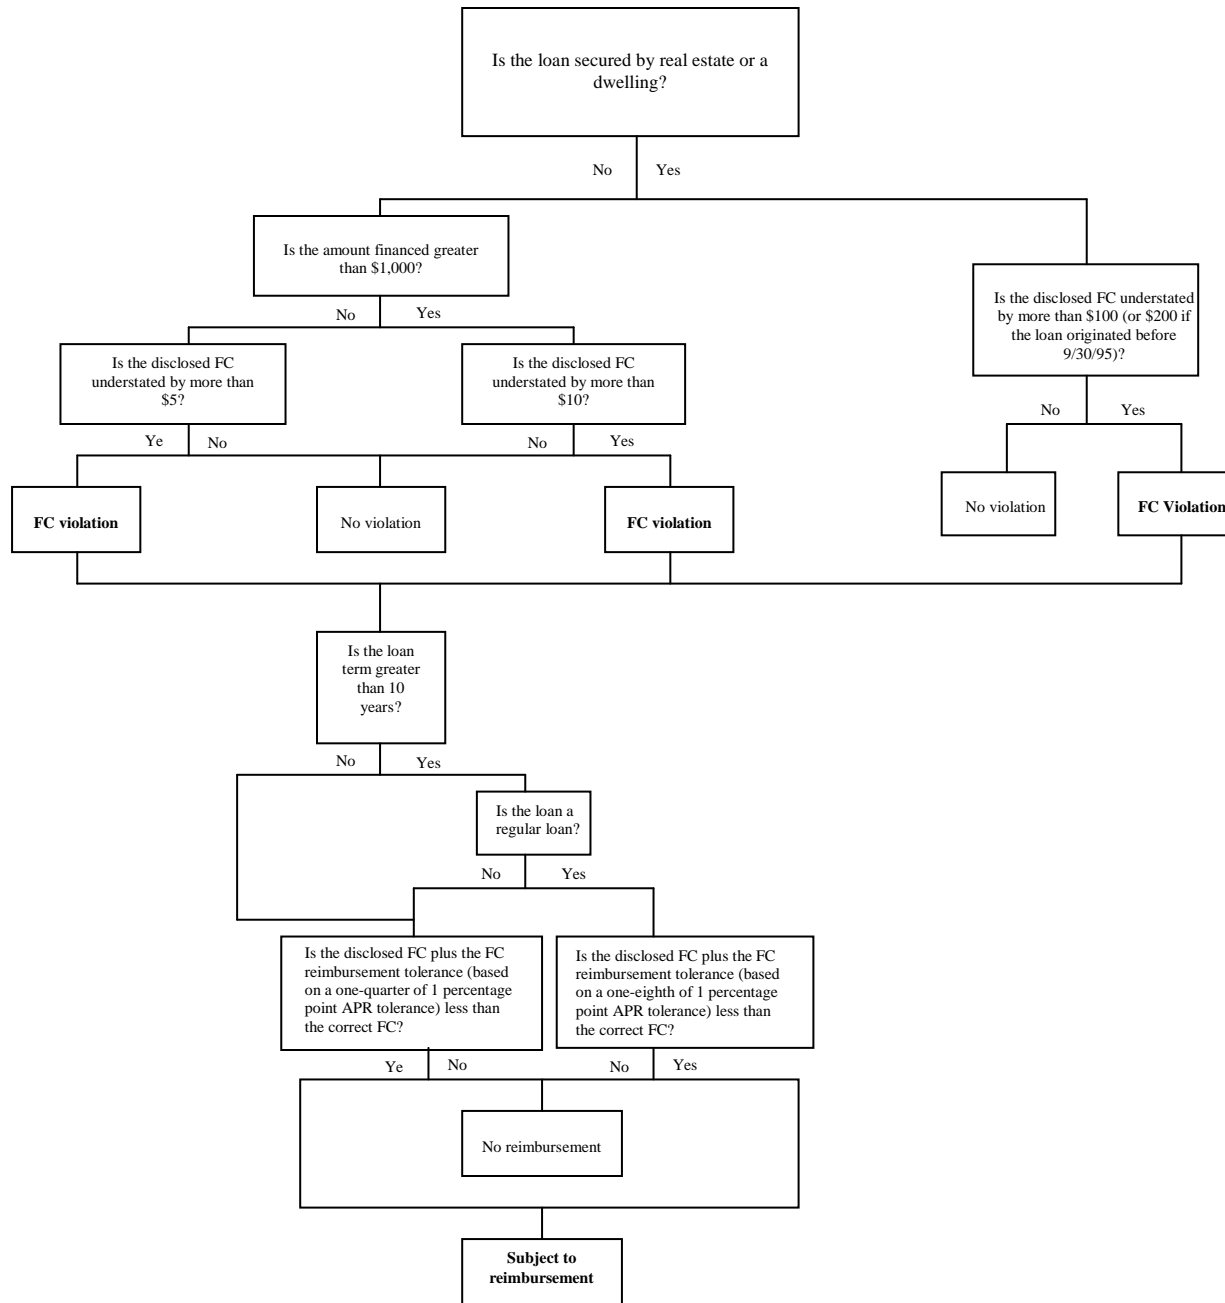 Is the loan secured by real estate or a
dwelling?
No
Yes
Is the amount financed greater
than $1,000?
Is the disclosed FC understated
by more than $100 (or $200 if
the loan originated before
9/30/95)?
No
Yes
Is the disclosed FC
understated by more than
$5?
Is the disclosed FC
understated by more than
$10?
No
Yes
Ye
No
No
Yes
FC violation
No violation
FC violation
No violation
FC Violation
Is the loan
term greater
than 10
years?
No
Yes
Is the loan a
regular loan?
No
Yes
Is the disclosed FC plus the FC
reimbursement tolerance (based
on a one-quarter of 1 percentage
point APR tolerance) less than
the correct FC?
Is the disclosed FC plus the FC
reimbursement tolerance (based
on a one-eighth of 1 percentage
point APR tolerance) less than
the correct FC?
Ye
No
No
Yes
No reimbursement
Subject to
reimbursement